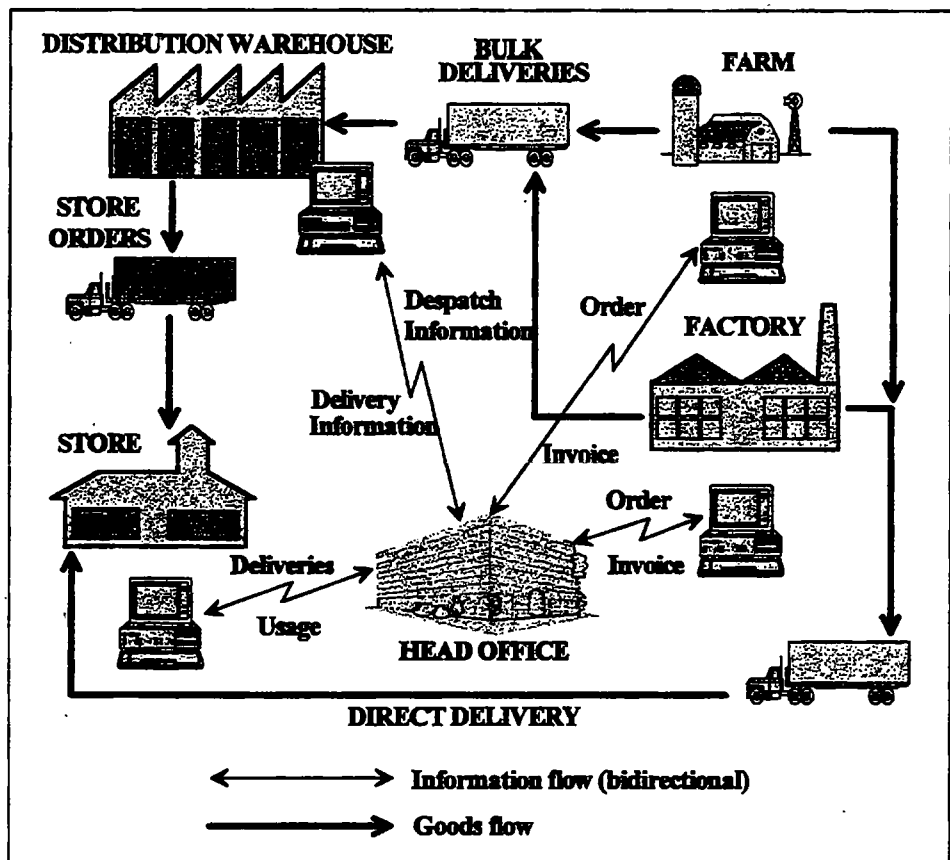 DISTRIBUTION WAREHOUSE
BULK
DELIVERIES
FARM
STORE
ORDERS
Despatch
Information
Order
FACTORY
Delivery
Information
STORE
Invoice
Order
Deliveries
Invoice
Usage
HEAD OFFICE
DIRECT DELIVERY
Information flow (bidirectional)
Goods flow